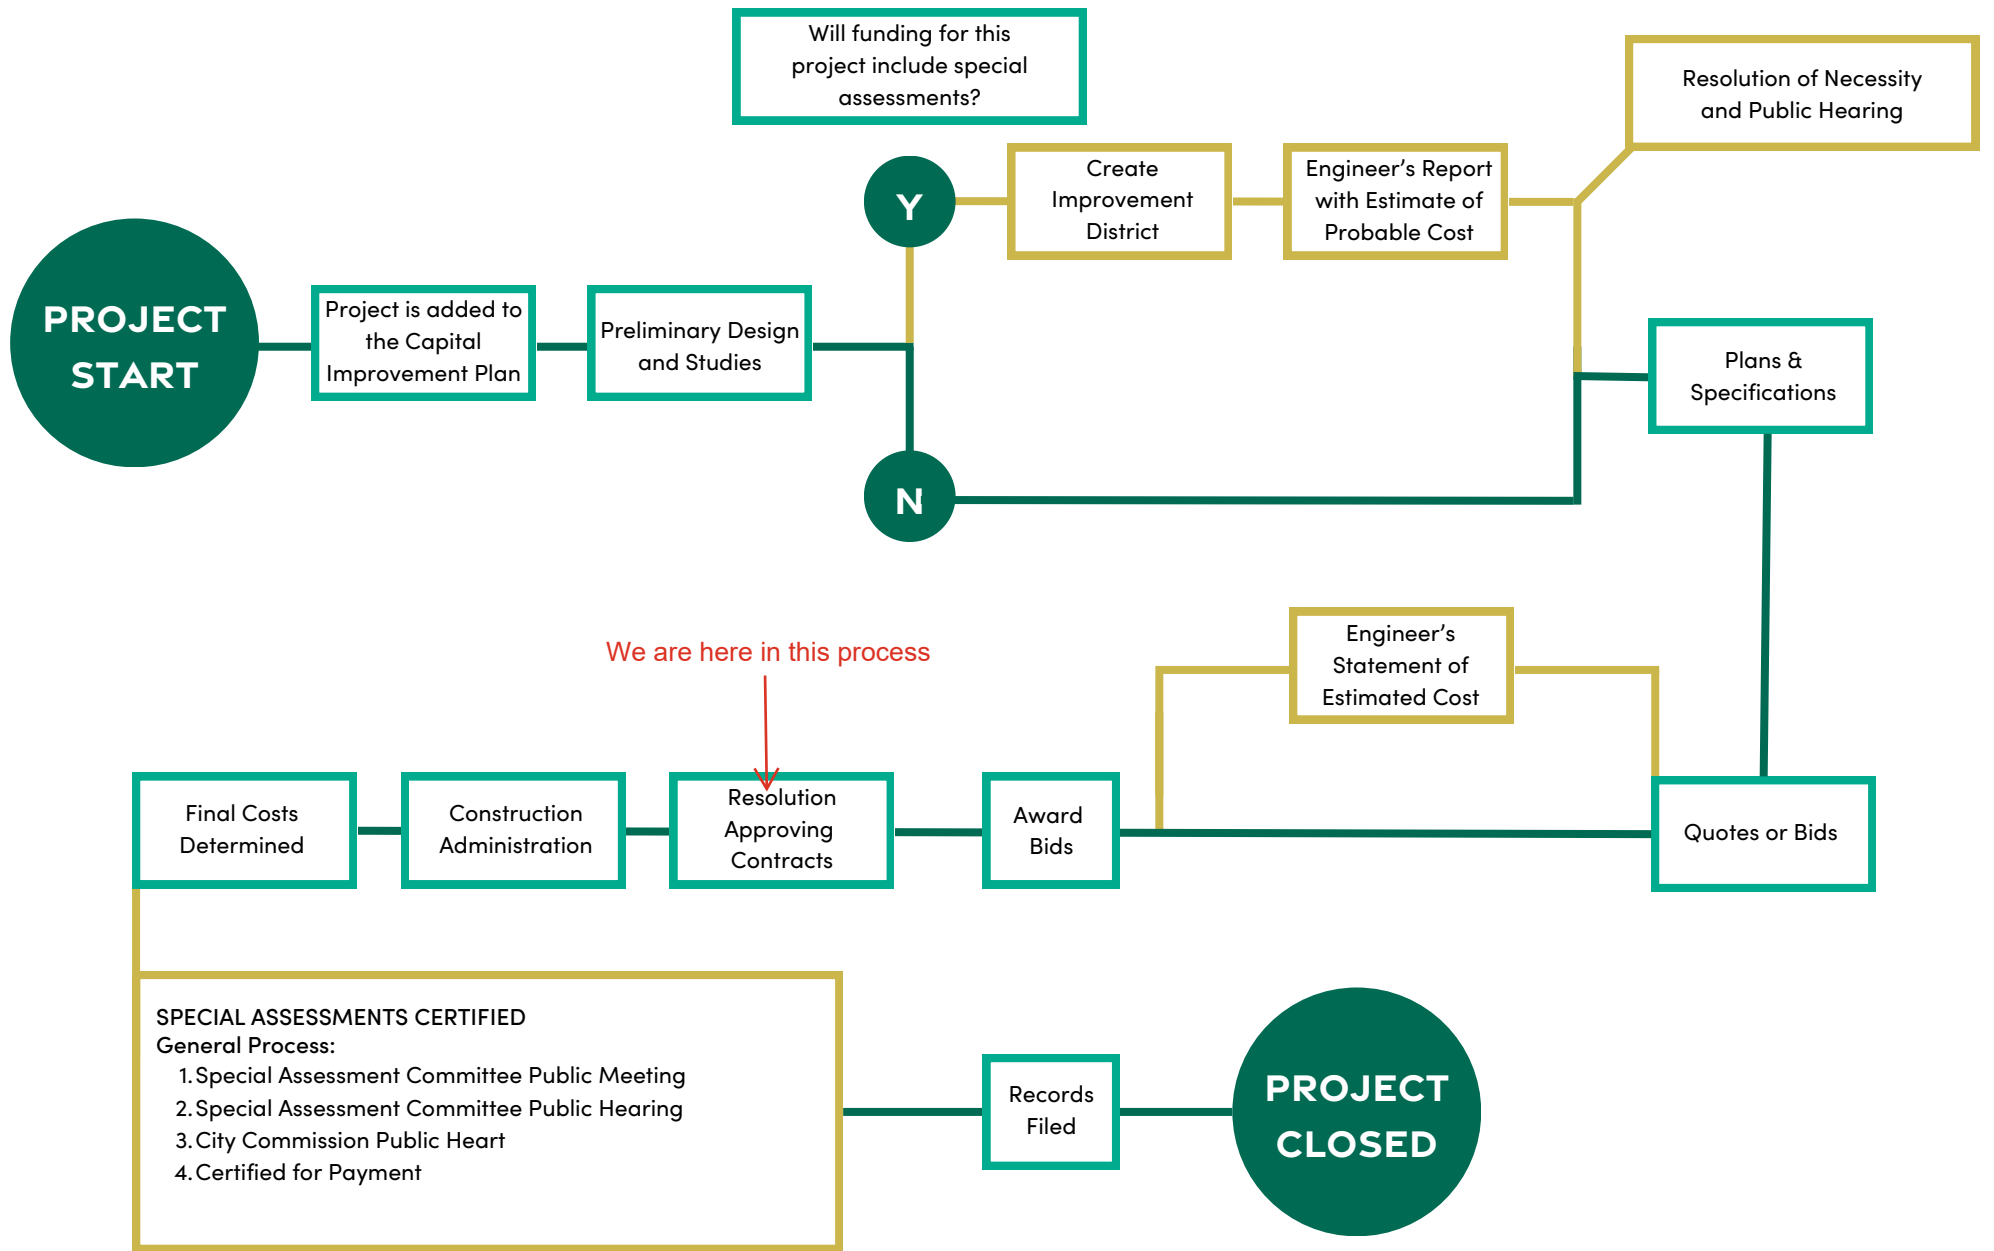 Will funding for this
project include special
assessments?
Resolution of Necessity
and Public Hearing
Y
Create
Improvement
District
Engineer’s Report
with Estimate of
Probable Cost
PROJECT
START
Project is added to
the Capital
Improvement Plan
Preliminary Design
and Studies
Plans &
Specifications
N
We are here in this process
Engineer’s
Statement of
Estimated Cost
Final Costs
Determined
Construction
Administration
Resolution
Approving
Contracts
Award
Bids
Quotes or Bids
SPECIAL ASSESSMENTS CERTIFIED
General Process:
1. Special Assessment Committee Public Meeting
2. Special Assessment Committee Public Hearing
3. City Commission Public Heart
4. Certified for Payment
Records
Filed
PROJECT
CLOSED